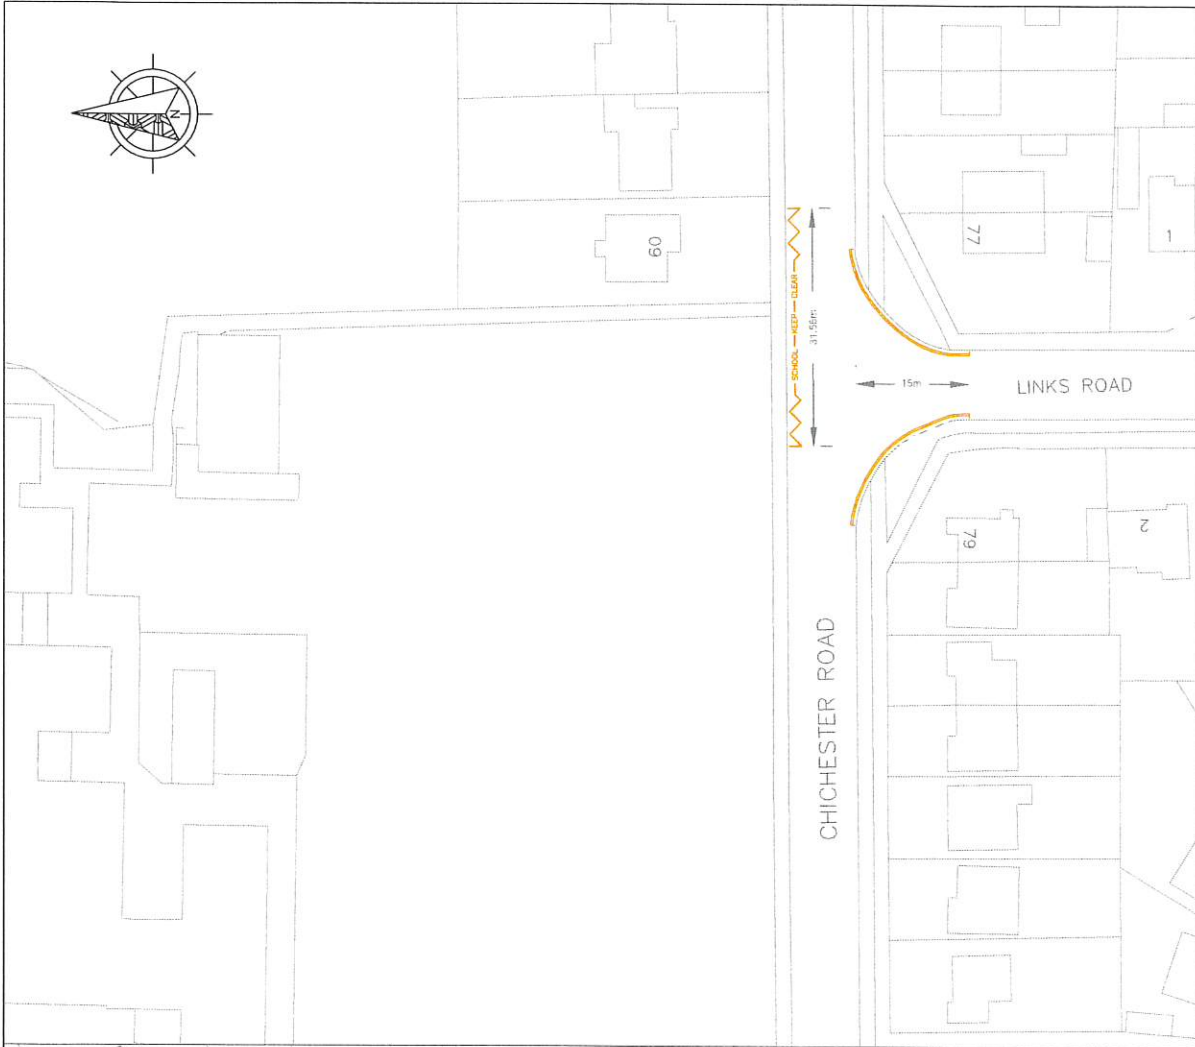 N
60
77
1
SCHOOL KEEP CLEAR
31.56m
15m
LINKS ROAD
79
2
CHICHESTER ROAD